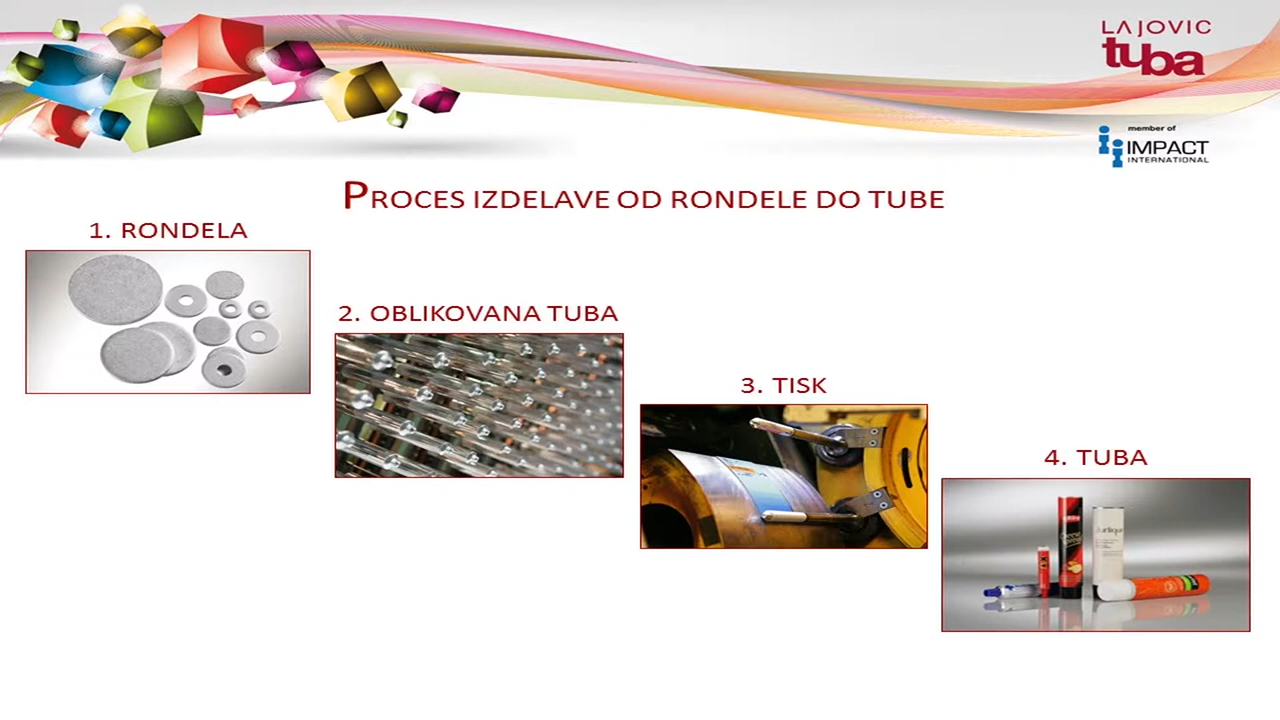 LAJOVIC
tuba
member of
IMPACT
INTERNATIONAL
PROCES IZDELAVE OD RONDELE DO TUBE
1. RONDELA
2. OBLIKOVANA TUBA
3. TISK
4. TUBA